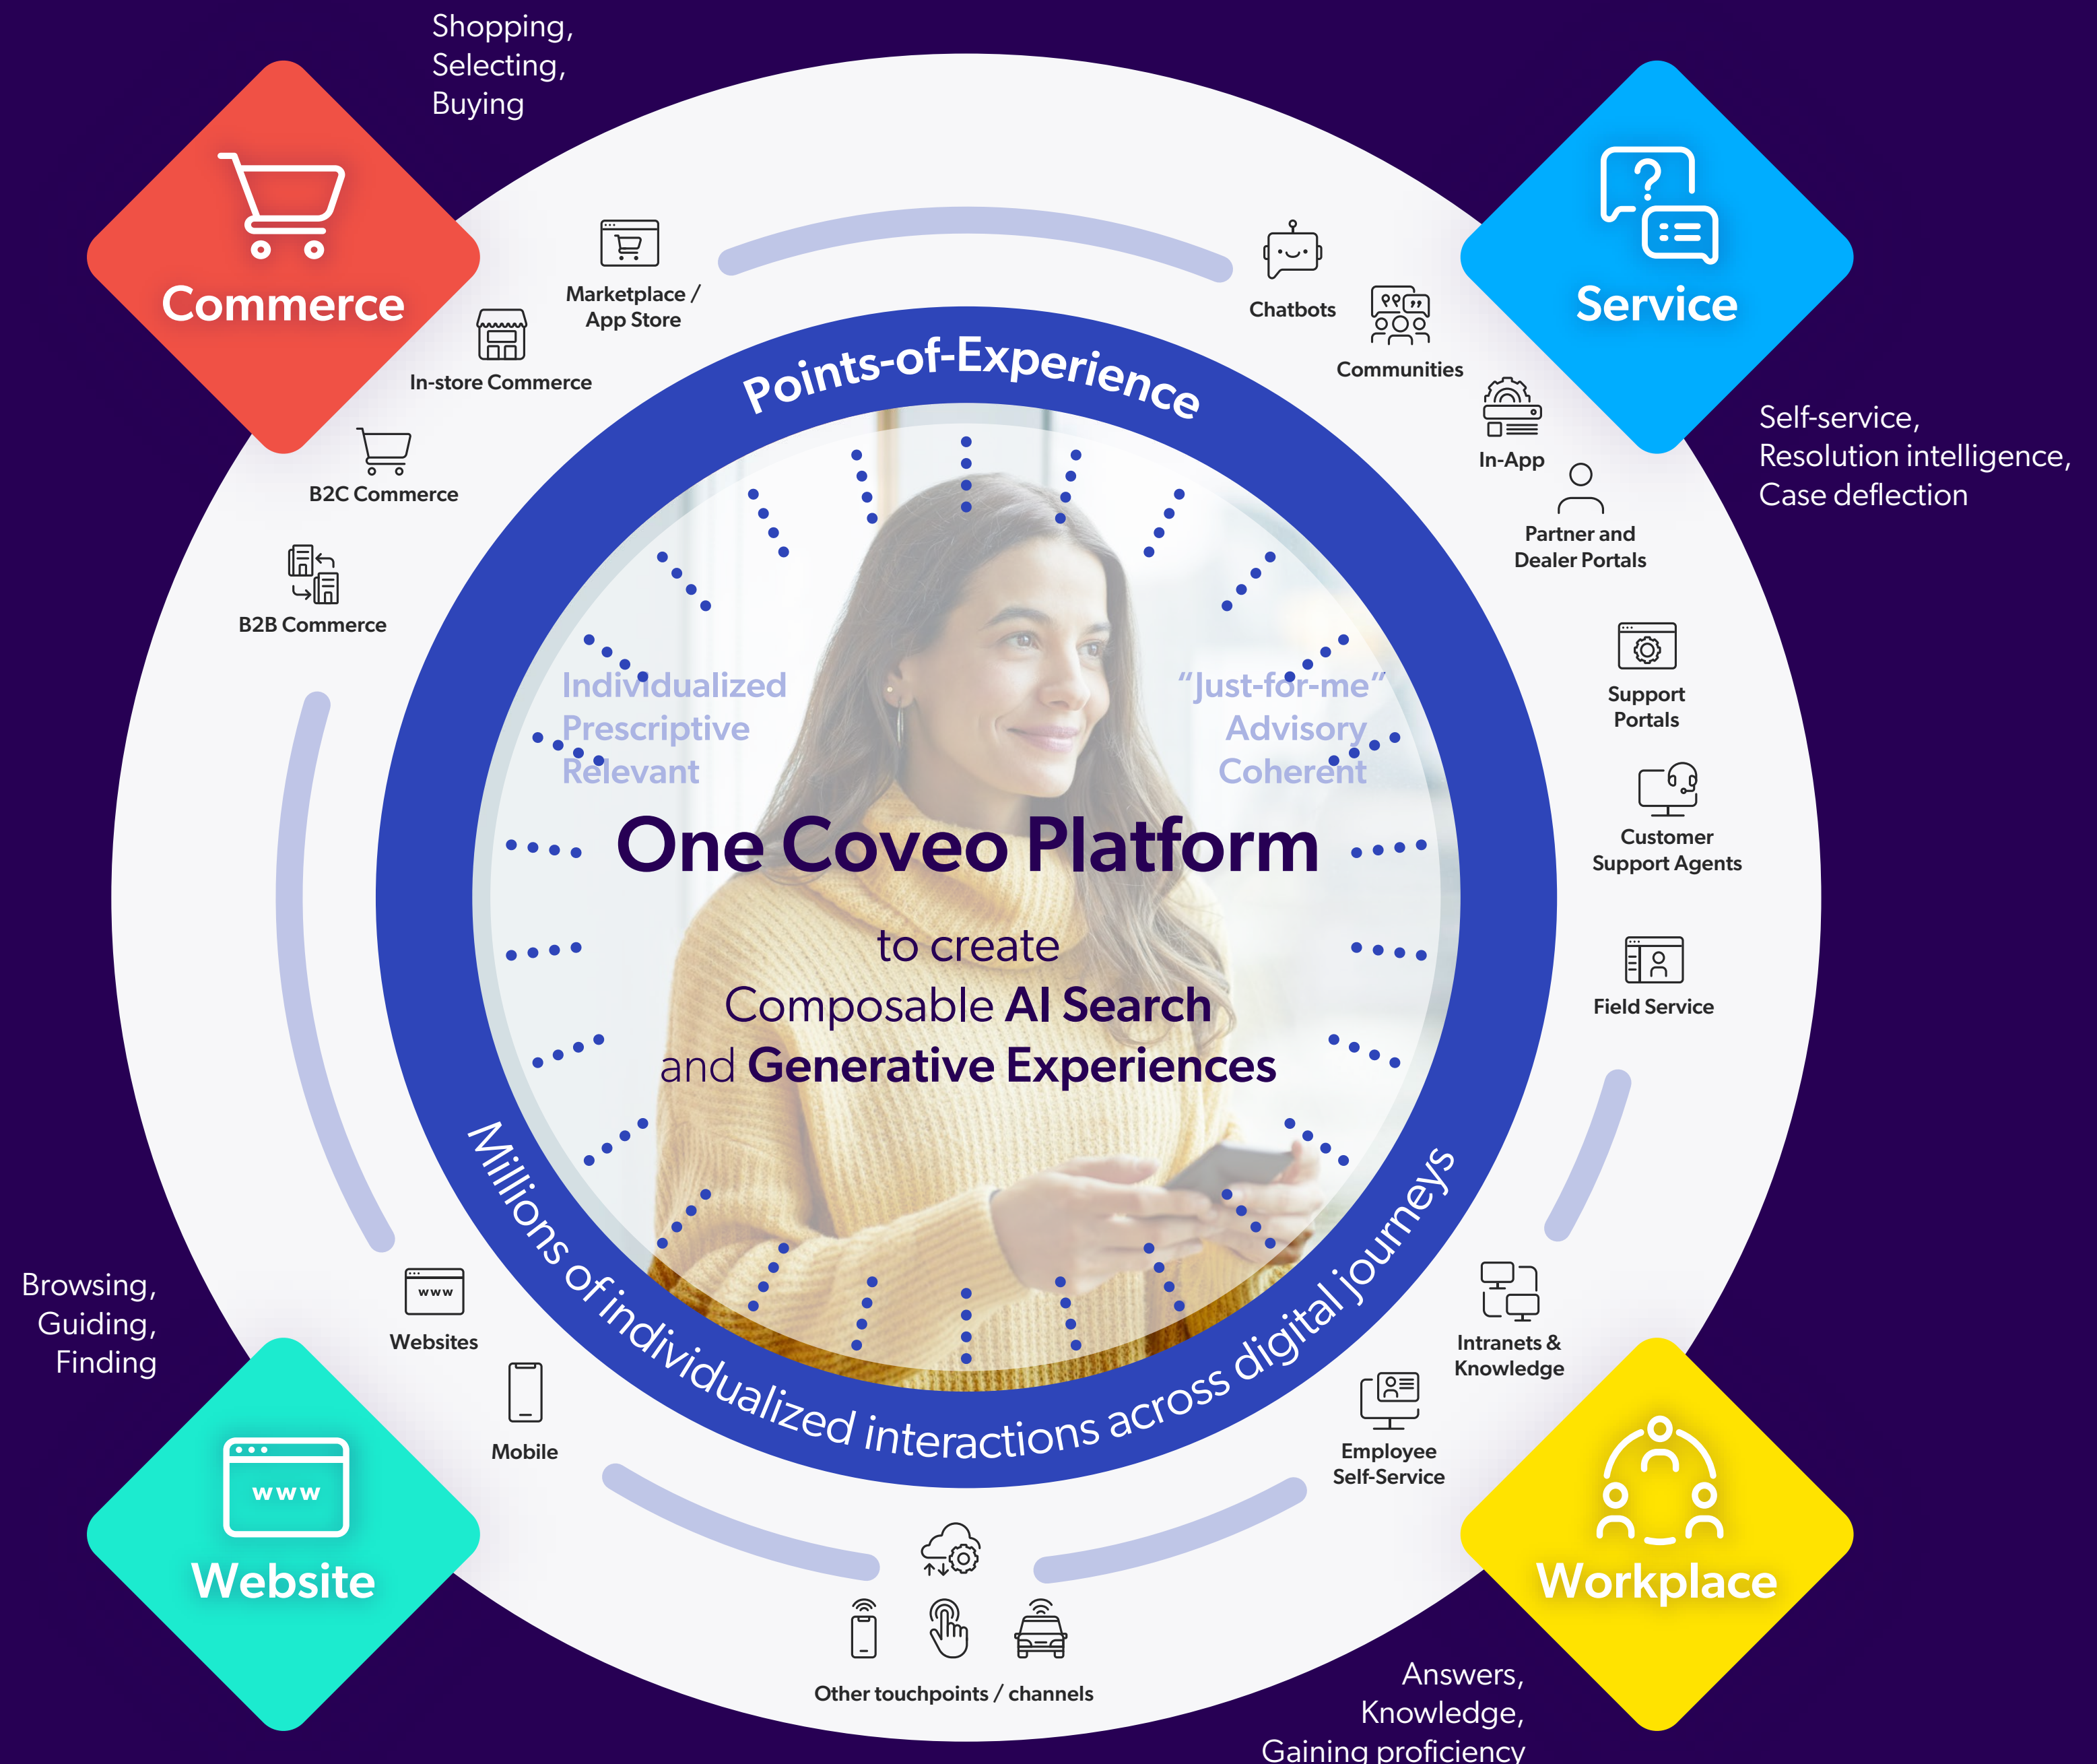 Shopping,
Selecting,
Buying
Commerce
Service
Self-service,
Resolution intelligence,
Case deflection
Marketplace /
App Store
In-store Commerce
B2C Commerce
B2B Commerce
Chatbots
Communities
In-App
Partner and
Dealer Portals
Support
Portals
Customer
Support Agents
Field Service
Points-of-Experience
Individualized
Prescriptive
Relevant
“Just-for-me”
Advisory
Coherent
One Coveo Platform
to create
Composable AI Search
and Generative Experiences
Millions of individualized interactions across digital journeys
Browsing,
Guiding,
Finding
www
Websites
Mobile
www
Website
Intranets &
Knowledge
Employee
Self-Service
Workplace
Other touchpoints / channels
Answers,
Knowledge,
Gaining proficiency